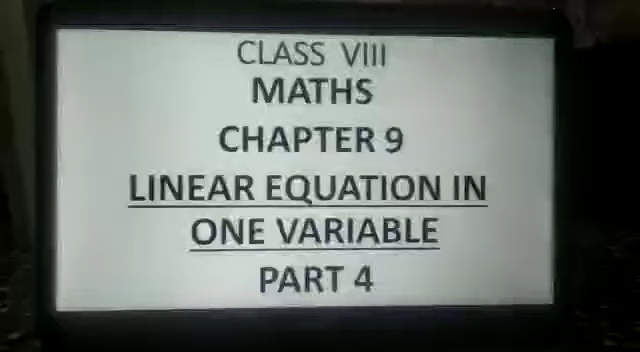 CLASS VIII
MATHS
CHAPTER 9
LINEAR EQUATION IN
ONE VARIABLE
PART 4